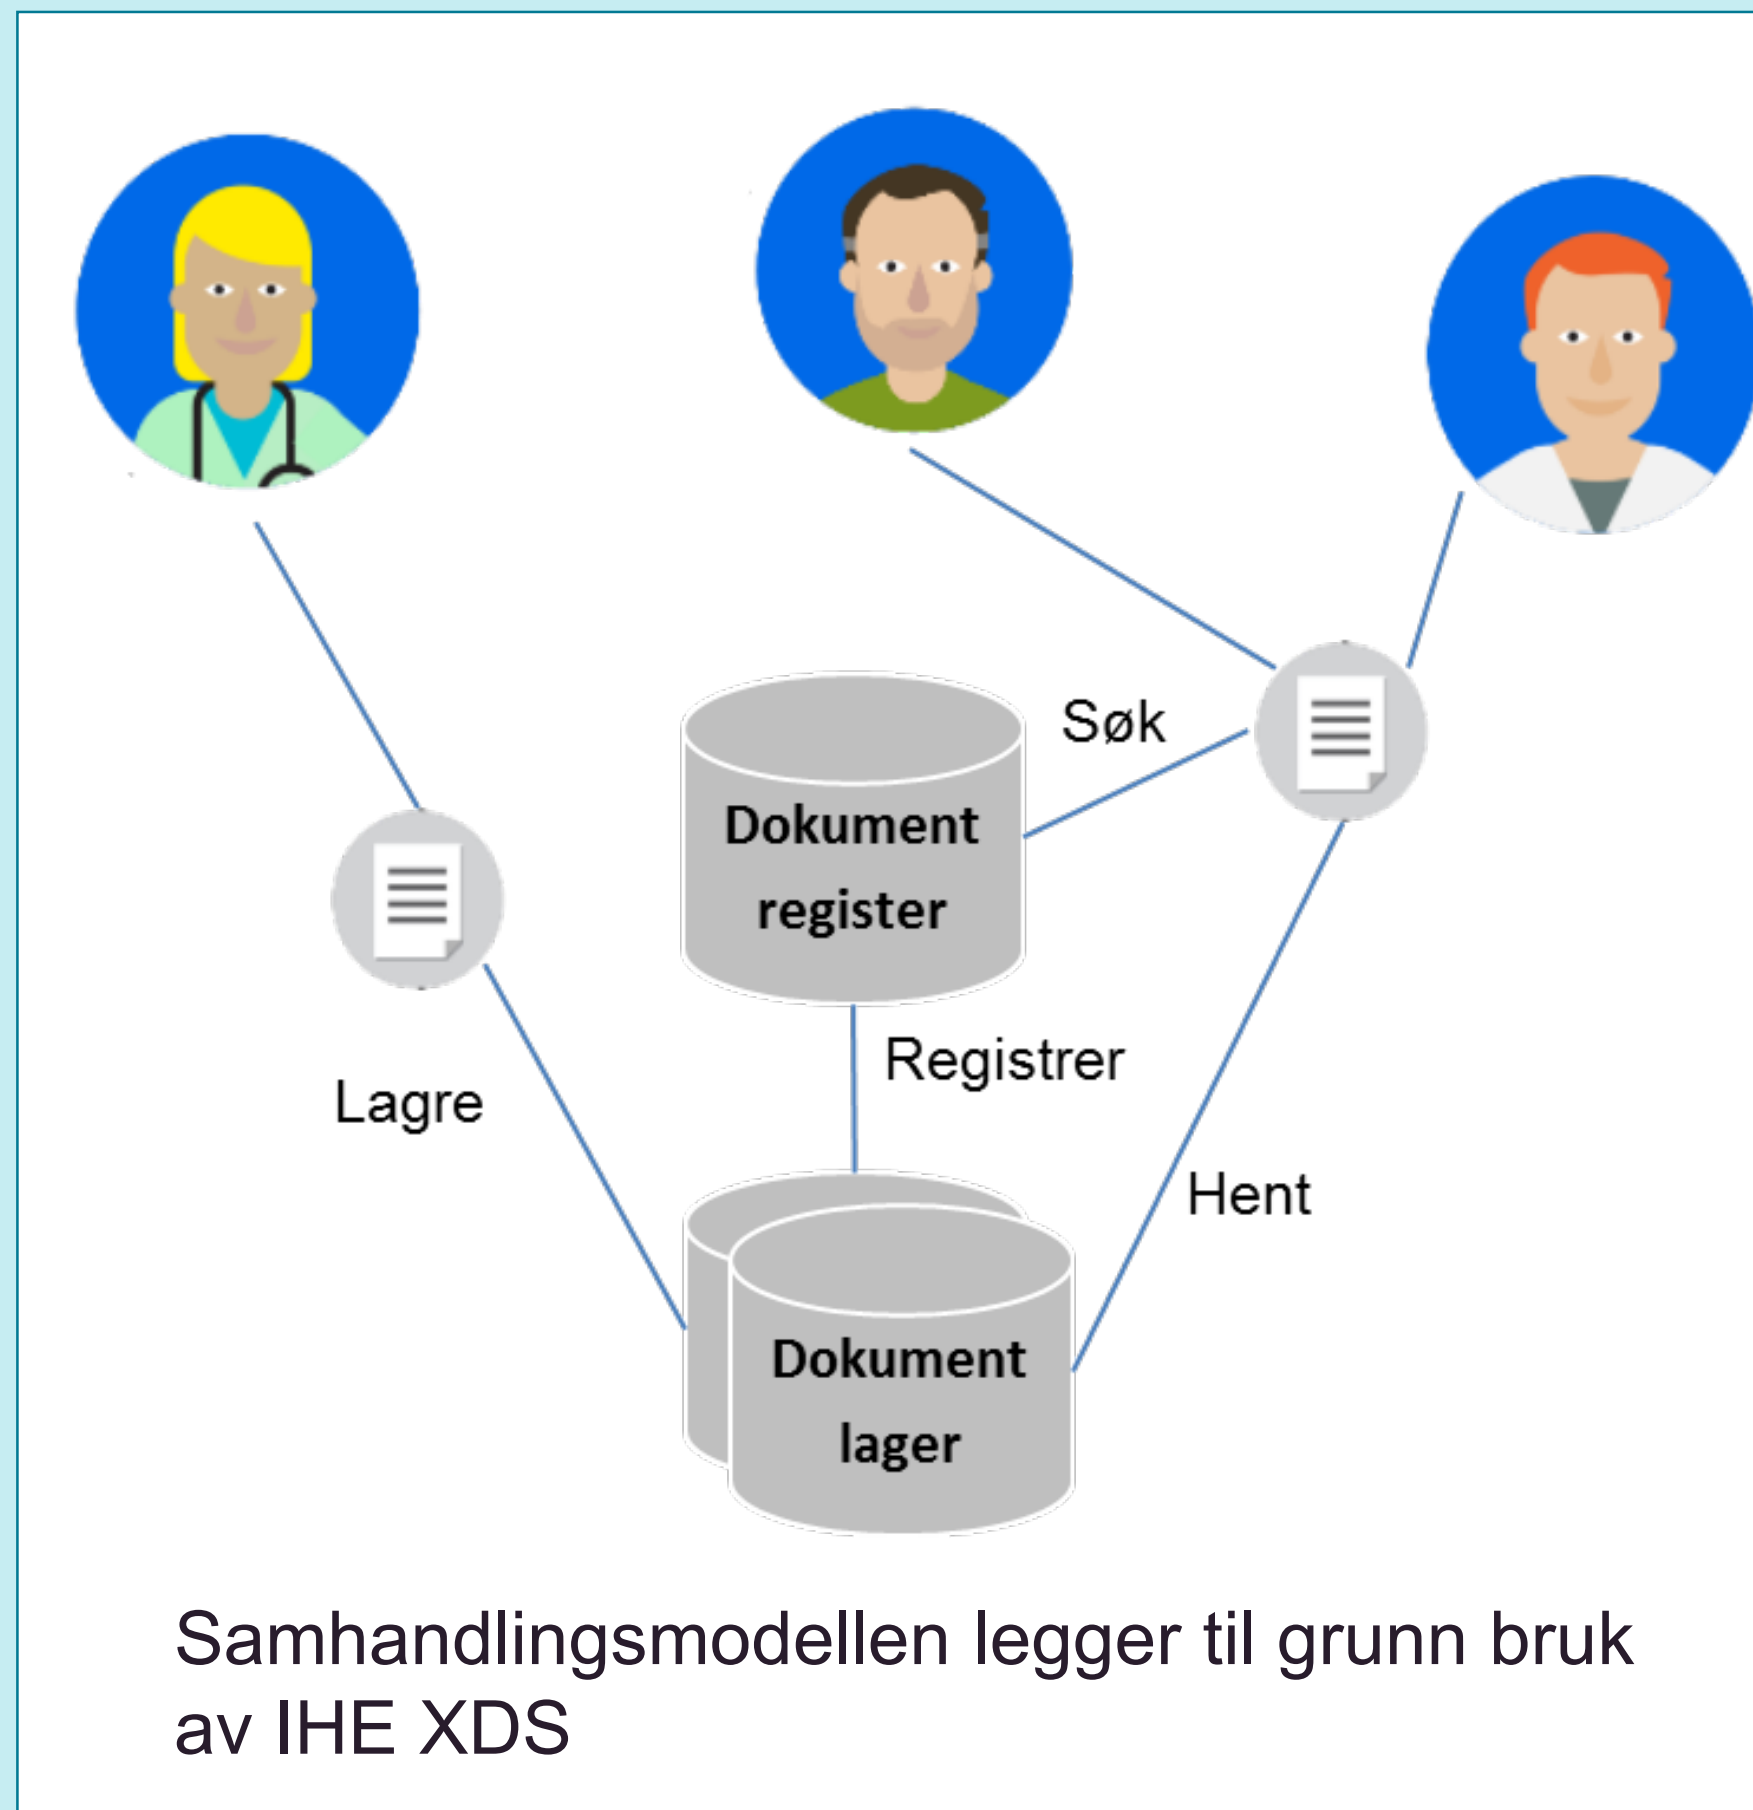 Søk
Dokument
register
Registrer
Lagre
Hent
Dokument
lager
Samhandlingsmodellen legger til grunn bruk
av IHE XDS